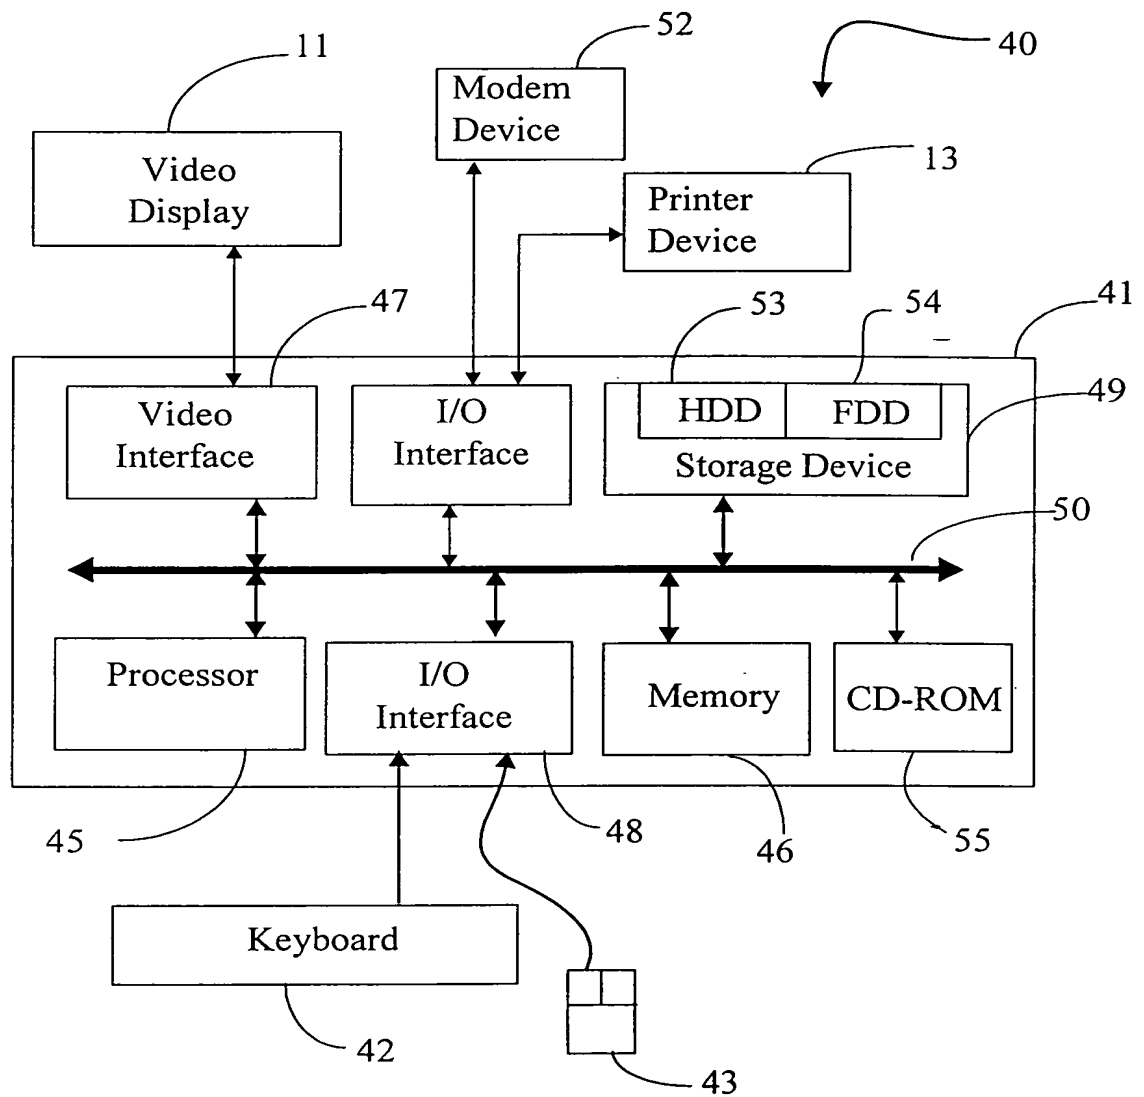 52
11
40
Modem
Device
Video
Display
13
Printer
Device
47
53
54
41
Video
Interface
I/O
Interface
HDD
FDD
Storage Device
49
50
Processor
I/O
Interface
Memory
CD-ROM
45
48
46
55
Keyboard
42
43